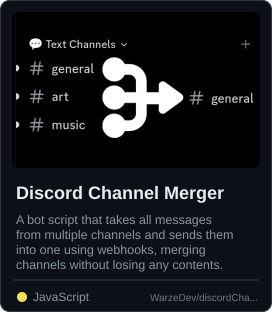 Text Channels
# general
# art
# music
# general
Discord Channel Merger
A bot script that takes all messages
from multiple channels and sends them
into one using webhooks, merging
channels without losing any contents.
JavaScript
WarzeDev/discordCha...